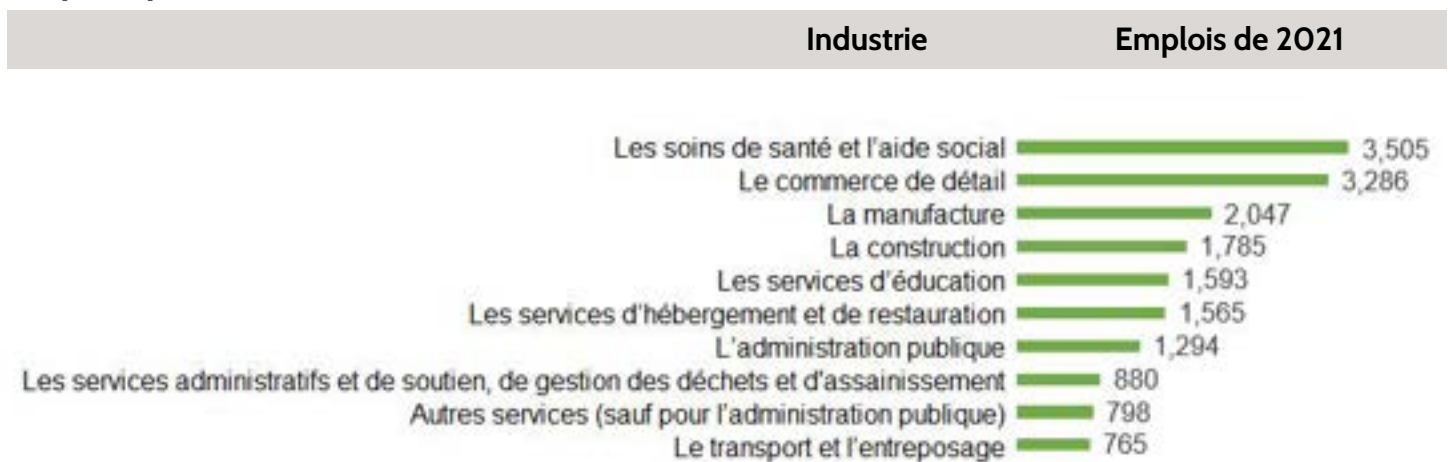 Industrie Emplois de 2021
Les soins de santé et l'aide social 3,505
Le commerce de détail 3,286
La manufacture 2,047
La construction 1,785
Les services d'éducation 1,593
Les services d'hébergement et de restauration 1,565
L'administration publique 1,294
Les services administratifs et de soutien, de gestion des déchets et d'assainissement 880
Autres services (sauf pour l'administration publique) 798
Le transport et l'entreposage 765